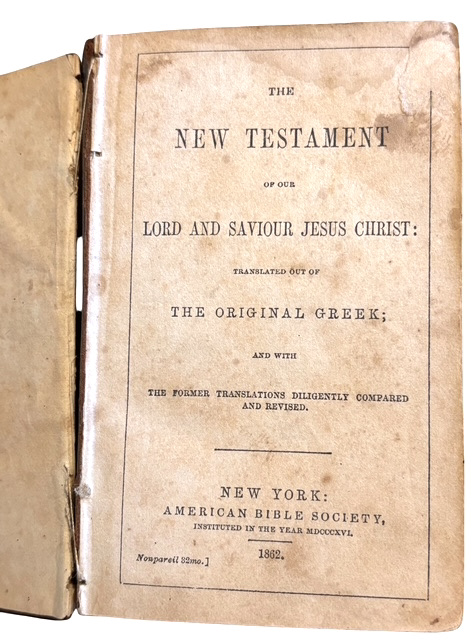 THE
NEW TESTAMENT
OF OUR
LORD AND SAVIOUR JESUS CHRIST:
TRANSLATED OUT OF
THE ORIGINAL GREEK;
AND WITH
THE FORMER TRANSLATIONS DILIGENTLY COMPARED
AND REVISED.
NEW YORK:
AMERICAN BIBLE SOCIETY,
INSTITUTED IN THE YEAR MDCCCXVI.
1862.
Nonpareil 32mo.]